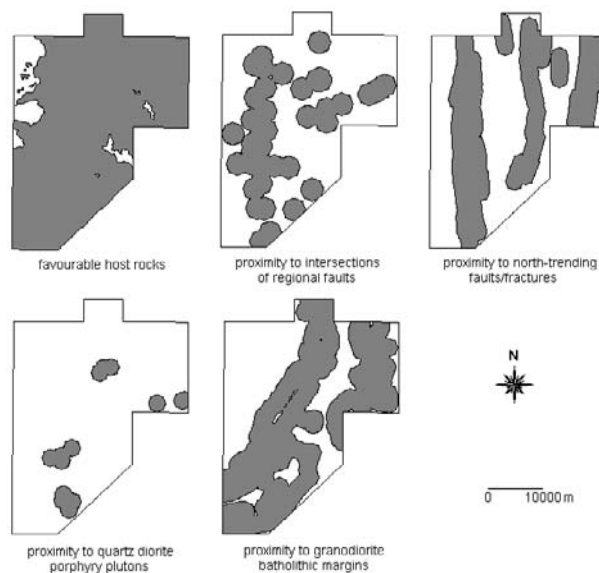 favourable host rocks
proximity to intersections
of regional faults
proximity to north-trending
faults/fractures
proximity to quartz diorite
porphyry plutons
proximity to granodiorite
batholithic margins
N
0 10000 m